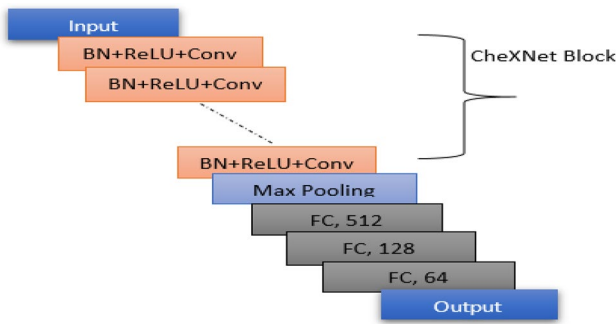 Input
BN+ReLU+Conv
CheXNet Block
BN+ReLU+Conv
BN+ReLU+Conv
Max Pooling
FC, 512
FC, 128
FC, 64
Output